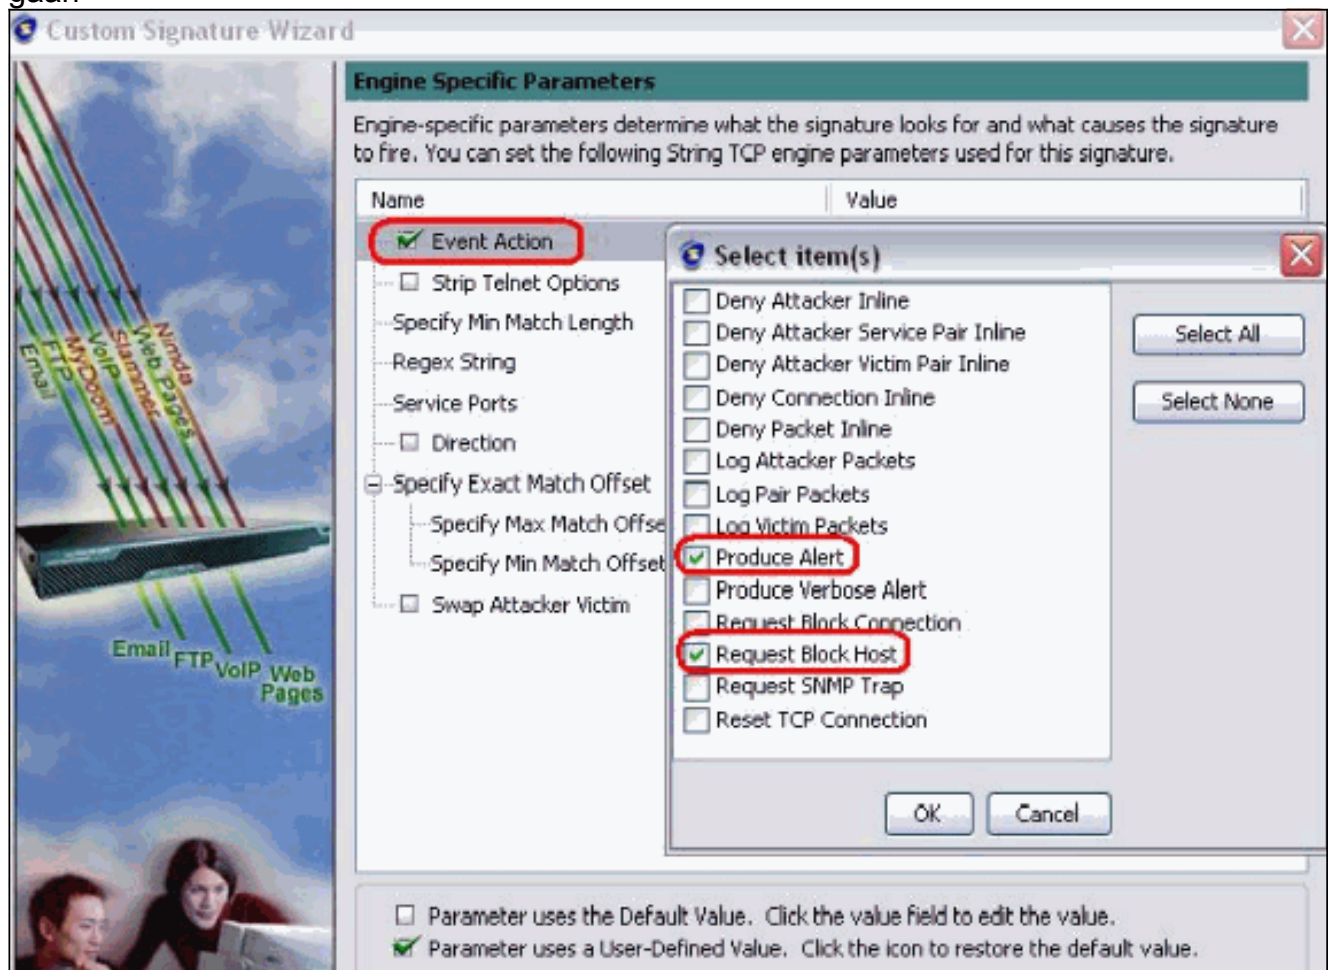 gaan
Custom Signature Wizard
Engine Specific Parameters
Engine-specific parameters determine what the signature looks for and what causes the signature
to fire. You can set the following String TCP engine parameters used for this signature.
Name
Value
Event Action
Strip Telnet Options
Specify Min Match Length
Regex String
Service Ports
Direction
Specify Exact Match Offset
Specify Max Match Offse
Specify Min Match Offset
Swap Attacker Victim
Select item(s)
Deny Attacker Inline
Deny Attacker Service Pair Inline
Deny Attacker Victim Pair Inline
Deny Connection Inline
Deny Packet Inline
Log Attacker Packets
Log Pair Packets
Log Victim Packets
Produce Alert
Produce Verbose Alert
Request Block Connection
Request Block Host
Request SNMP Trap
Reset TCP Connection
Select All
Select None
OK
Cancel
Email
FTP
MyDoom
VoIP
Slammer
Web Pages
Nimda
Email
FTP
VoIP
Web
Pages
Parameter uses the Default Value. Click the value field to edit the value.
Parameter uses a User-Defined Value. Click the icon to restore the default value.